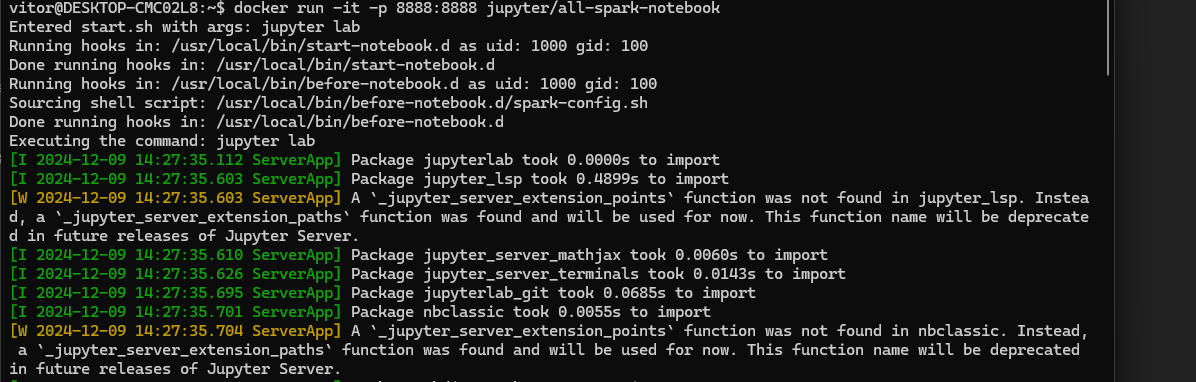 vitor@DESKTOP-CMC02L8:~$ docker run -it -p 8888:8888 jupyter/all-spark-notebook
Entered start.sh with args: jupyter lab
Running hooks in: /usr/local/bin/start-notebook.d as uid: 1000 gid: 100
Done running hooks in: /usr/local/bin/start-notebook.d
Running hooks in: /usr/local/bin/before-notebook.d as uid: 1000 gid: 100
Sourcing shell script: /usr/local/bin/before-notebook.d/spark-config.sh
Done running hooks in: /usr/local/bin/before-notebook.d
Executing the command: jupyter lab
[I 2024-12-09 14:27:35.112 ServerApp] Package jupyterlab took 0.0000s to import
[I 2024-12-09 14:27:35.603 ServerApp] Package jupyter_lsp took 0.4899s to import
[W 2024-12-09 14:27:35.603 ServerApp] A `_jupyter_server_extension_points` function was not found in jupyter_lsp. Instea
d, a `_jupyter_server_extension_paths` function was found and will be used for now. This function name will be deprecate
d in future releases of Jupyter Server.
[I 2024-12-09 14:27:35.610 ServerApp] Package jupyter_server_mathjax took 0.0060s to import
[I 2024-12-09 14:27:35.626 ServerApp] Package jupyter_server_terminals took 0.0143s to import
[I 2024-12-09 14:27:35.695 ServerApp] Package jupyterlab_git took 0.0685s to import
[I 2024-12-09 14:27:35.701 ServerApp] Package nbclassic took 0.0055s to import
[W 2024-12-09 14:27:35.704 ServerApp] A `_jupyter_server_extension_points` function was not found in nbclassic. Instead,
 a `_jupyter_server_extension_paths` function was found and will be used for now. This function name will be deprecated
in future releases of Jupyter Server.